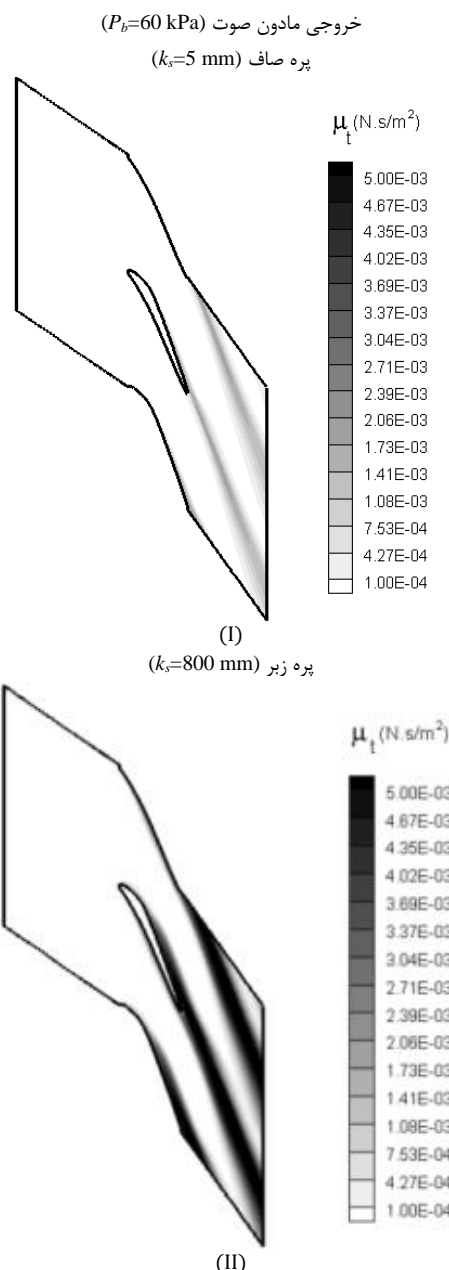 خروجی مادون صوت (P_b=60 kPa)
پره صاف (k_s=5 mm)
μ_t(N.s/m²)
5.00E-03
4.67E-03
4.35E-03
4.02E-03
3.69E-03
3.37E-03
3.04E-03
2.71E-03
2.39E-03
2.06E-03
1.73E-03
1.41E-03
1.08E-03
7.53E-04
4.27E-04
1.00E-04
(I)
پره زبر (k_s=800 mm)
μ_t(N.s/m²)
5.00E-03
4.67E-03
4.35E-03
4.02E-03
3.69E-03
3.37E-03
3.04E-03
2.71E-03
2.39E-03
2.06E-03
1.73E-03
1.41E-03
1.08E-03
7.53E-04
4.27E-04
1.00E-04
(II)